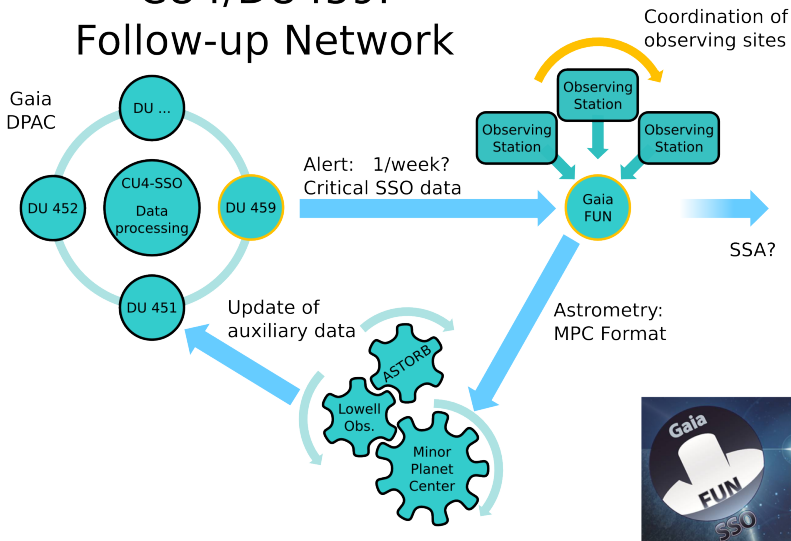 CU4/DU459:
Follow-up Network
Coordination of
observing sites
Gaia
DPAC
DU ...
Observing
Station
Observing
Station
Observing
Station
Alert: 1/week?
Critical SSO data
CU4-SSO
Data
processing
DU 452
DU 459
Gaia
FUN
SSA?
DU 451
Update of
auxiliary data
Astrometry:
MPC Format
ASTORB
Lowell
Obs.
Minor
Planet
Center
Gaia
FUN
SSO